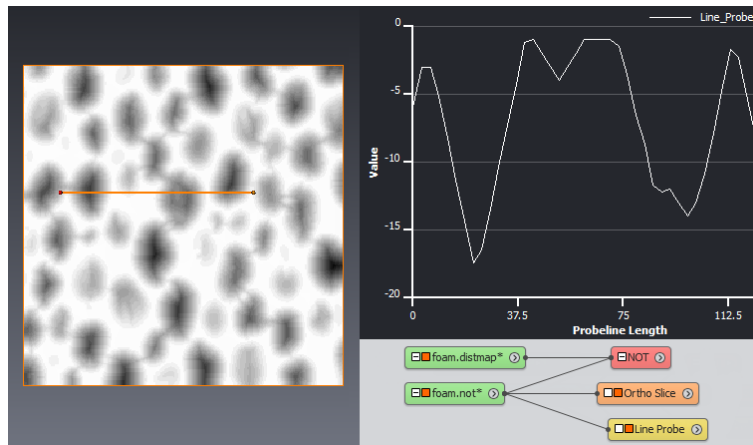 Line_Probe
0
-5
-10
-15
-20
Value
0 37.5 75 112.5
Probeline Length
foam.distmap*
NOT
foam.not*
Ortho Slice
Line Probe